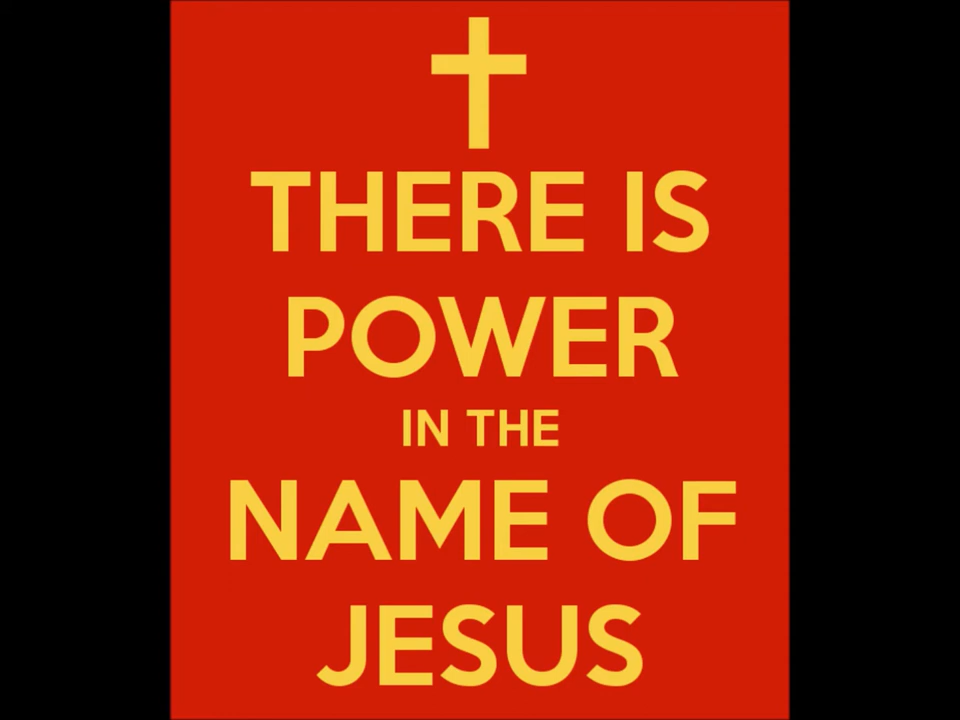 THERE IS
POWER
IN THE
NAME OF
JESUS